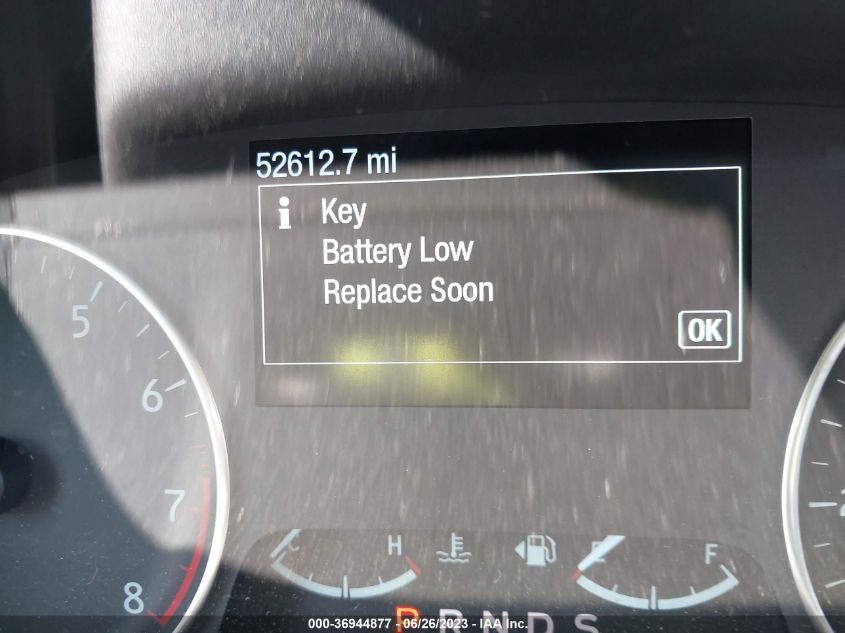 52612.7 mi
i Key
Battery Low
Replace Soon
OK
5
6
7
8
C H
E F
P R N D S
2
000-36944877 - 06/26/2023 - IAA Inc.